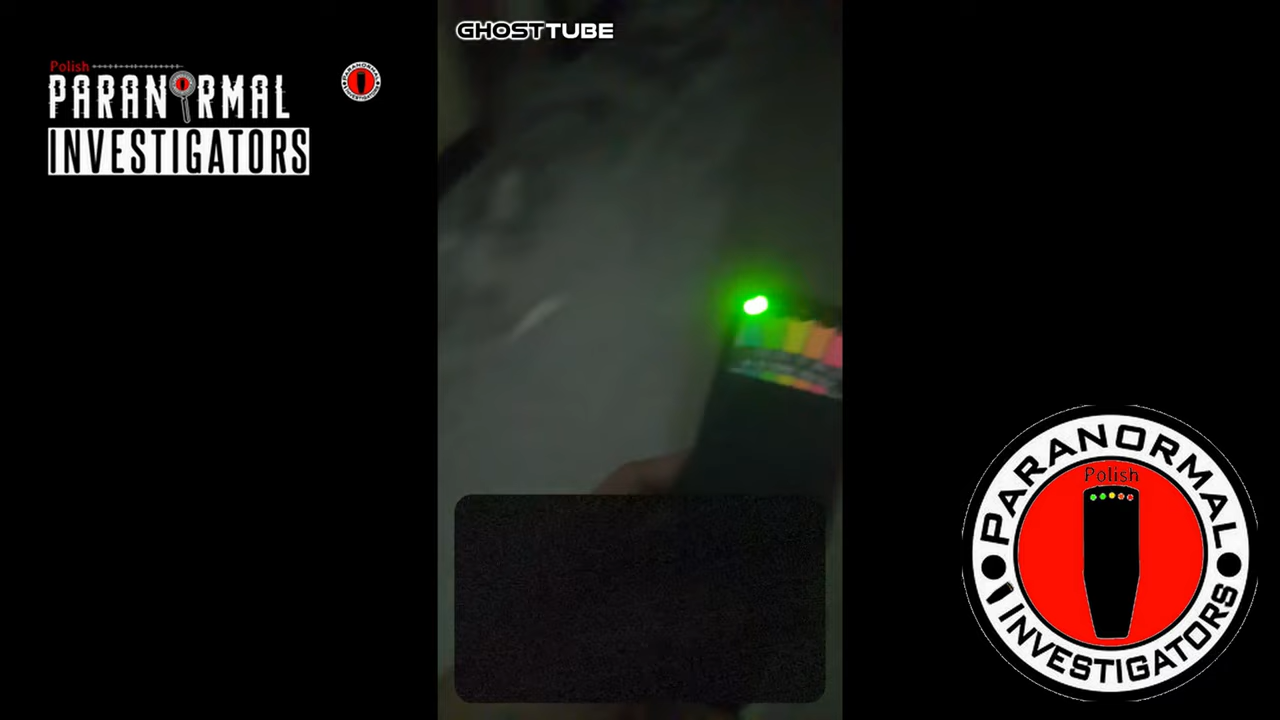 GHOSTTUBE
Polish
PARANORMAL
INVESTIGATORS
PARANORMAL
INVESTIGATORS
Polish